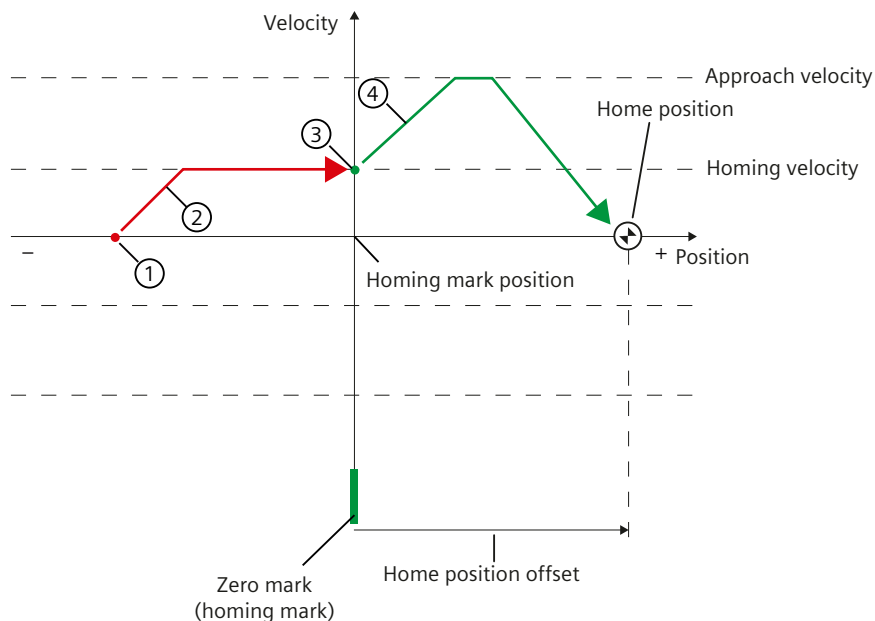 Velocity
Approach velocity
4
Home position
3
Homing velocity
2
–
+ Position
1
Homing mark position
Home position offset
Zero mark
(homing mark)